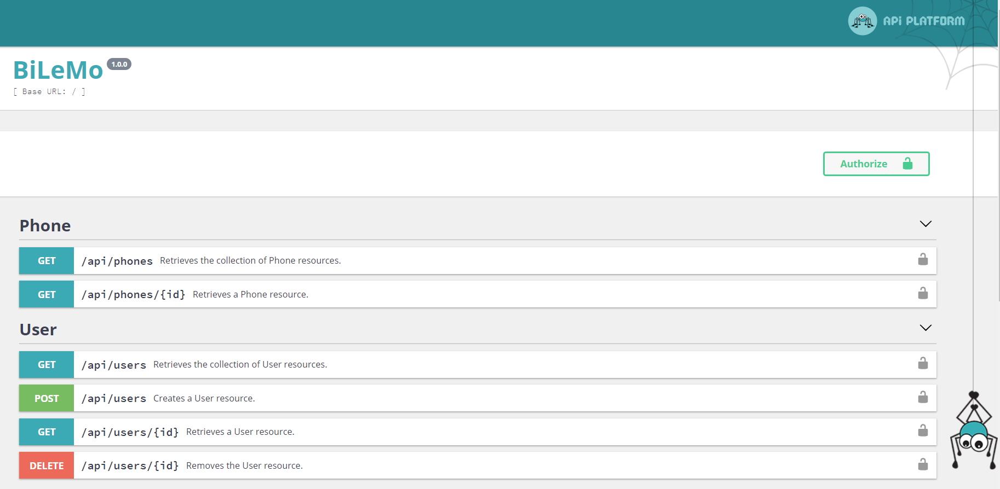 APi PLATFORM
BiLeMo 1.0.0
[ Base URL: / ]
Authorize
Phone
GET /api/phones Retrieves the collection of Phone resources.
GET /api/phones/{id} Retrieves a Phone resource.
User
GET /api/users Retrieves the collection of User resources.
POST /api/users Creates a User resource.
GET /api/users/{id} Retrieves a User resource.
DELETE /api/users/{id} Removes the User resource.